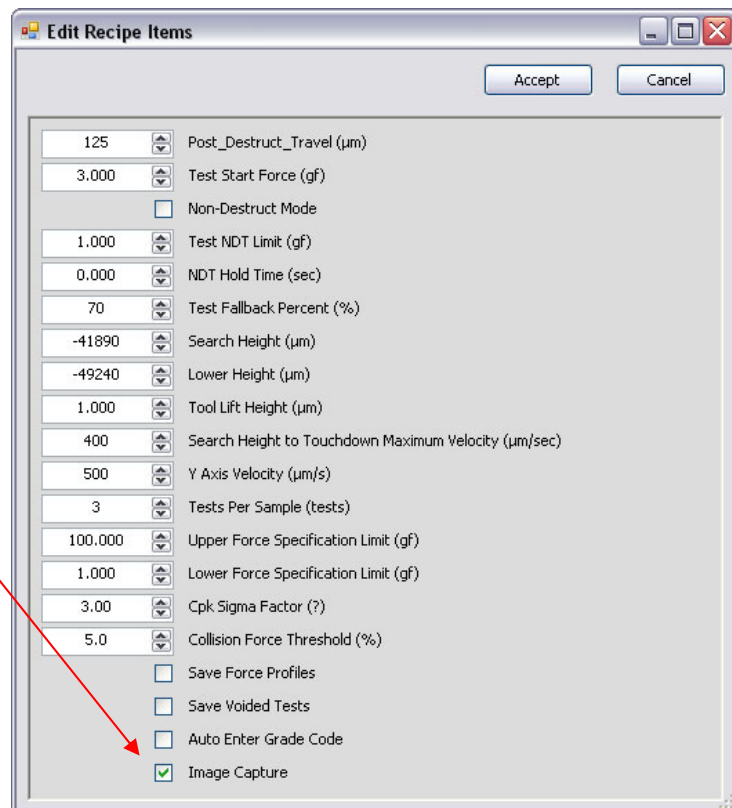 Edit Recipe Items
Accept Cancel
125 Post_Destruct_Travel (µm)
3.000 Test Start Force (gf)
Non-Destruct Mode
1.000 Test NDT Limit (gf)
0.000 NDT Hold Time (sec)
70 Test Fallback Percent (%)
-41890 Search Height (µm)
-49240 Lower Height (µm)
1.000 Tool Lift Height (µm)
400 Search Height to Touchdown Maximum Velocity (µm/sec)
500 Y Axis Velocity (µm/s)
3 Tests Per Sample (tests)
100.000 Upper Force Specification Limit (gf)
1.000 Lower Force Specification Limit (gf)
3.00 Cpk Sigma Factor (?)
5.0 Collision Force Threshold (%)
Save Force Profiles
Save Voided Tests
Auto Enter Grade Code
Image Capture